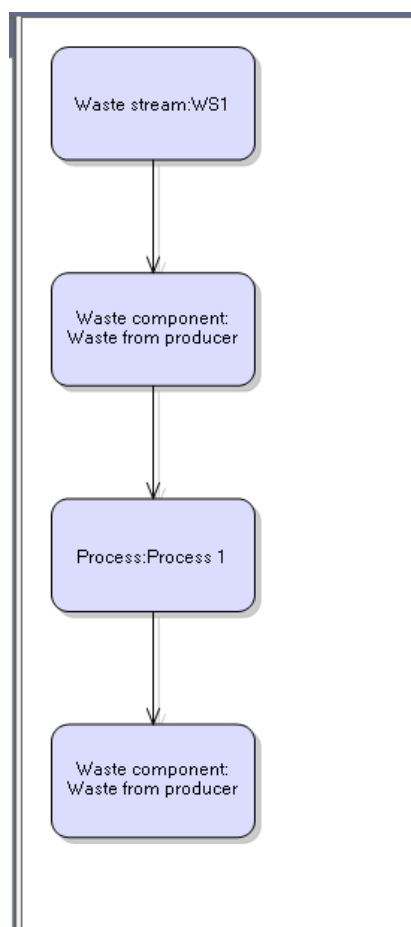 Waste stream:WS1
Waste component:
Waste from producer
Process:Process 1
Waste component:
Waste from producer